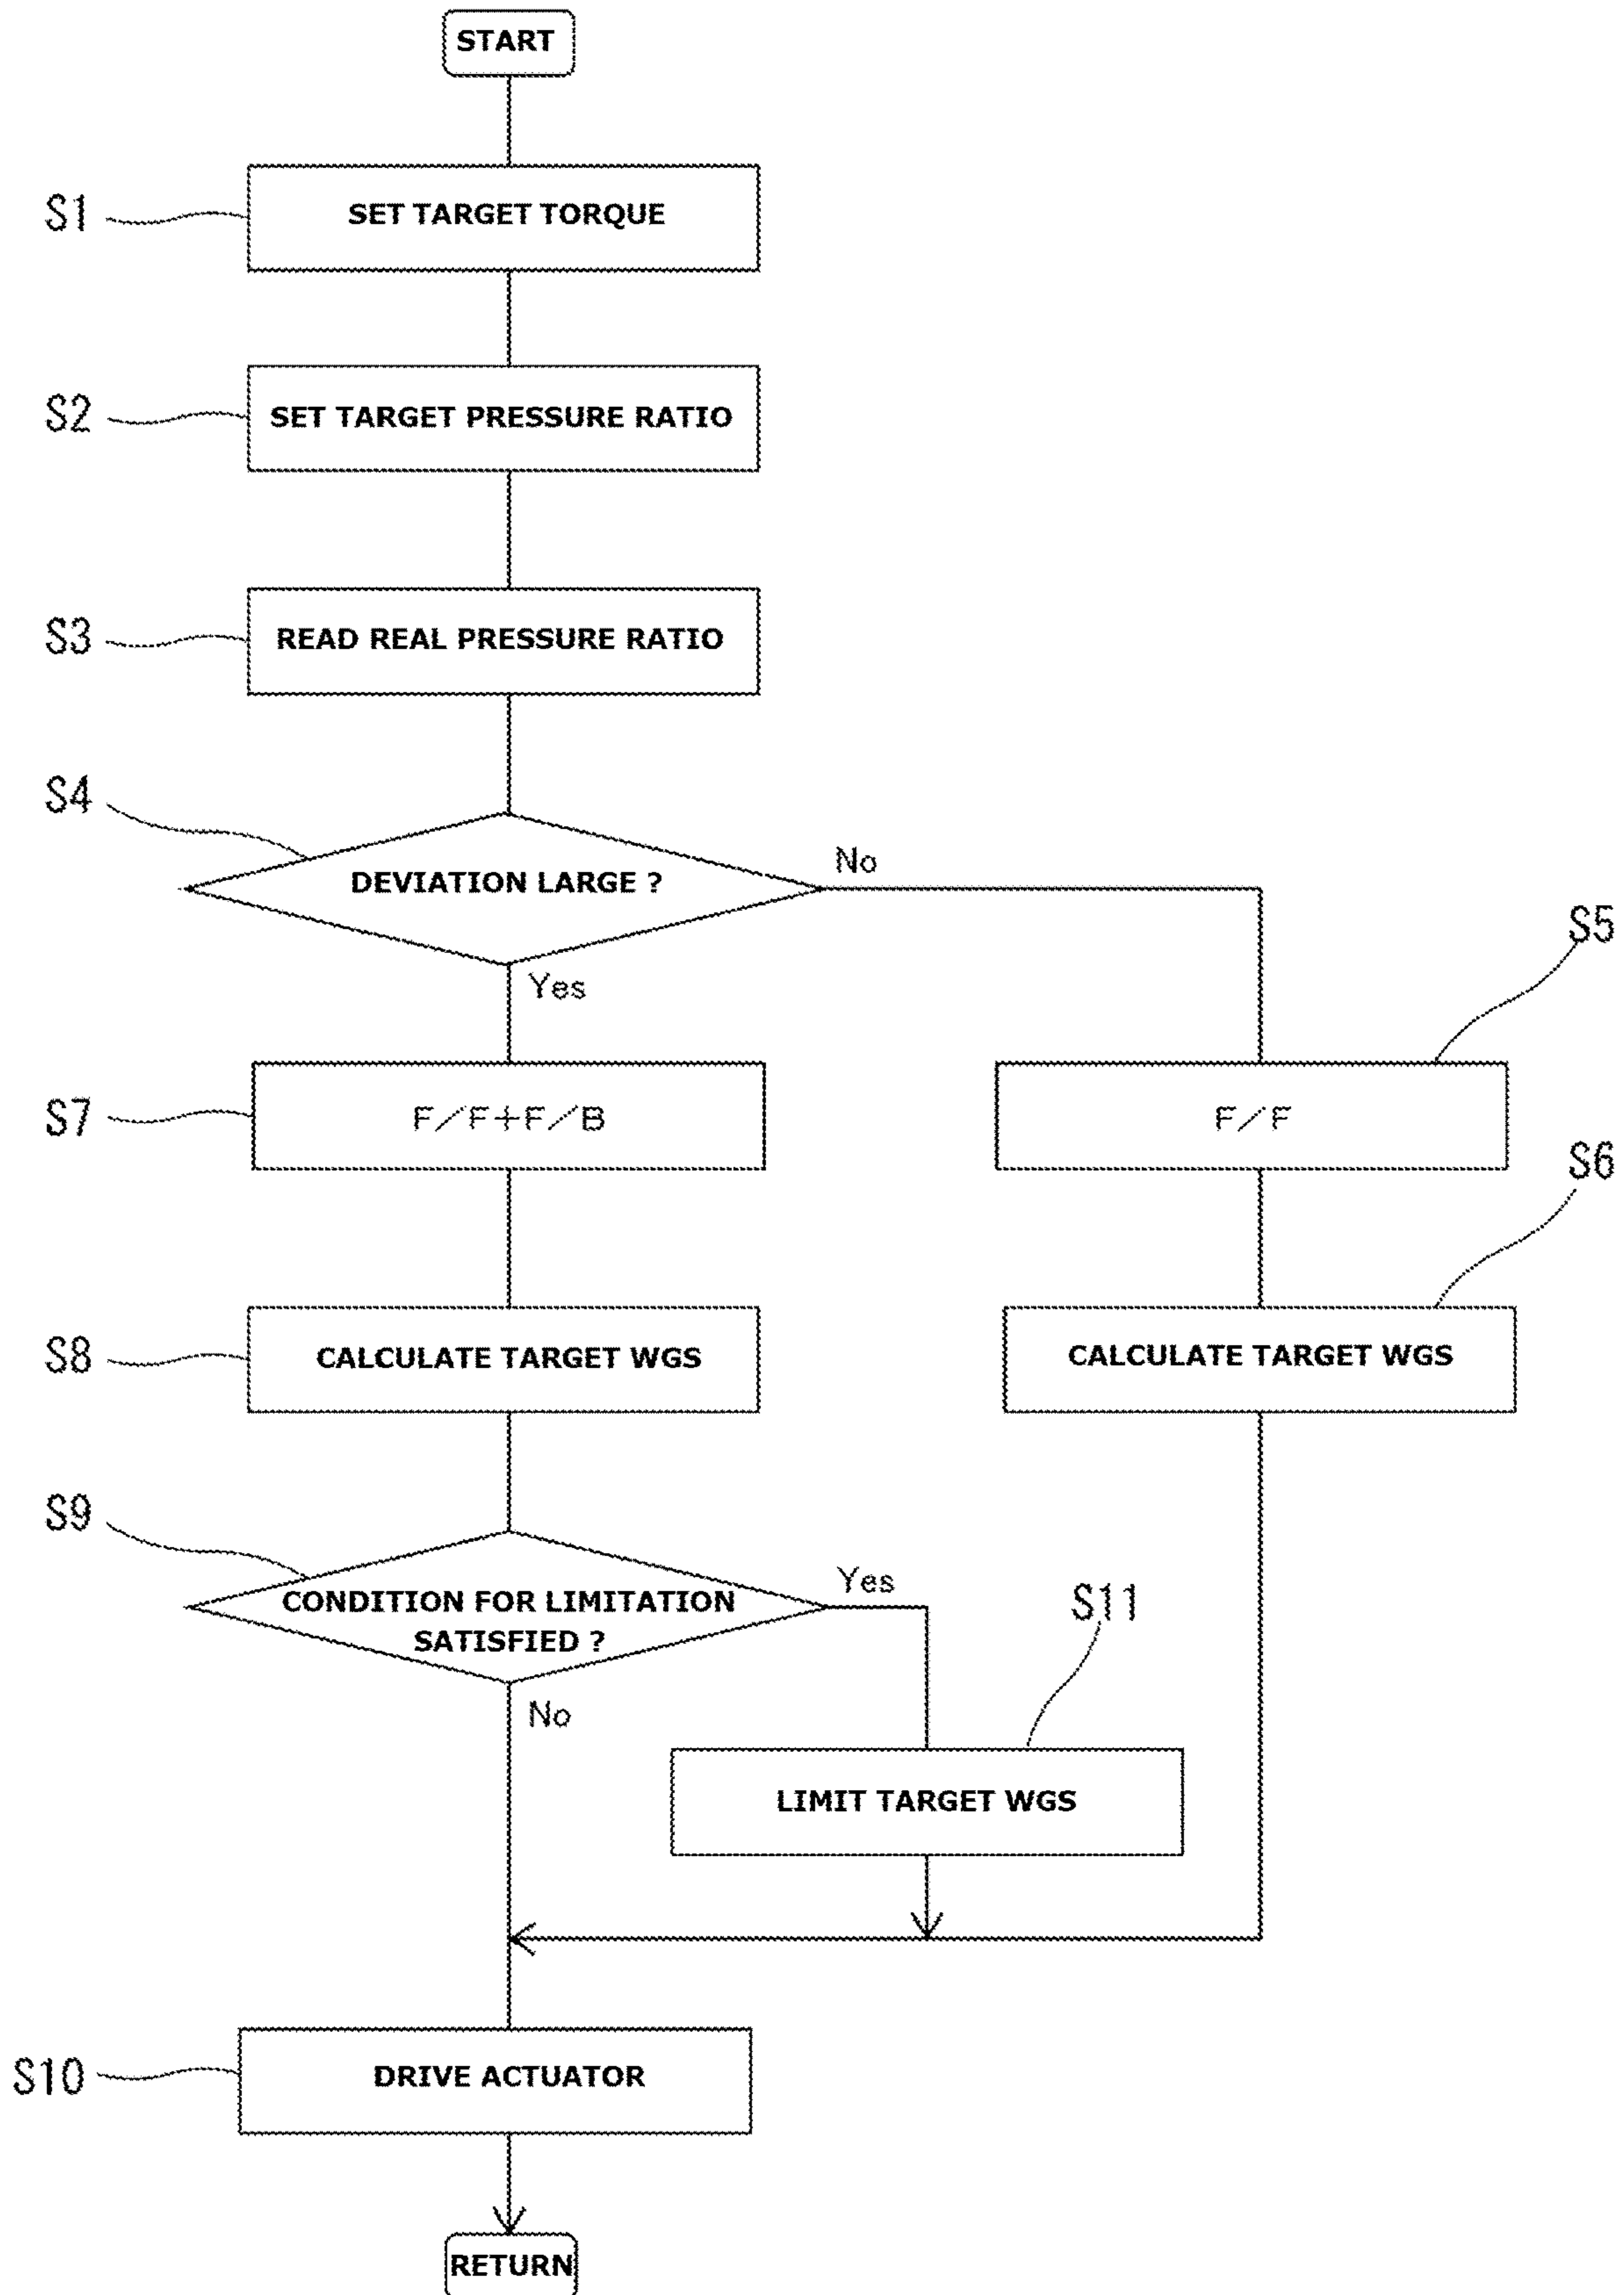 START
S1
SET TARGET TORQUE
S2
SET TARGET PRESSURE RATIO
S3
READ REAL PRESSURE RATIO
S4
DEVIATION LARGE ?
No
Yes
S5
S7
F/F+F/B
F/F
S6
S8
CALCULATE TARGET WGS
CALCULATE TARGET WGS
S9
CONDITION FOR LIMITATION
SATISFIED ?
Yes
No
S11
LIMIT TARGET WGS
S10
DRIVE ACTUATOR
RETURN